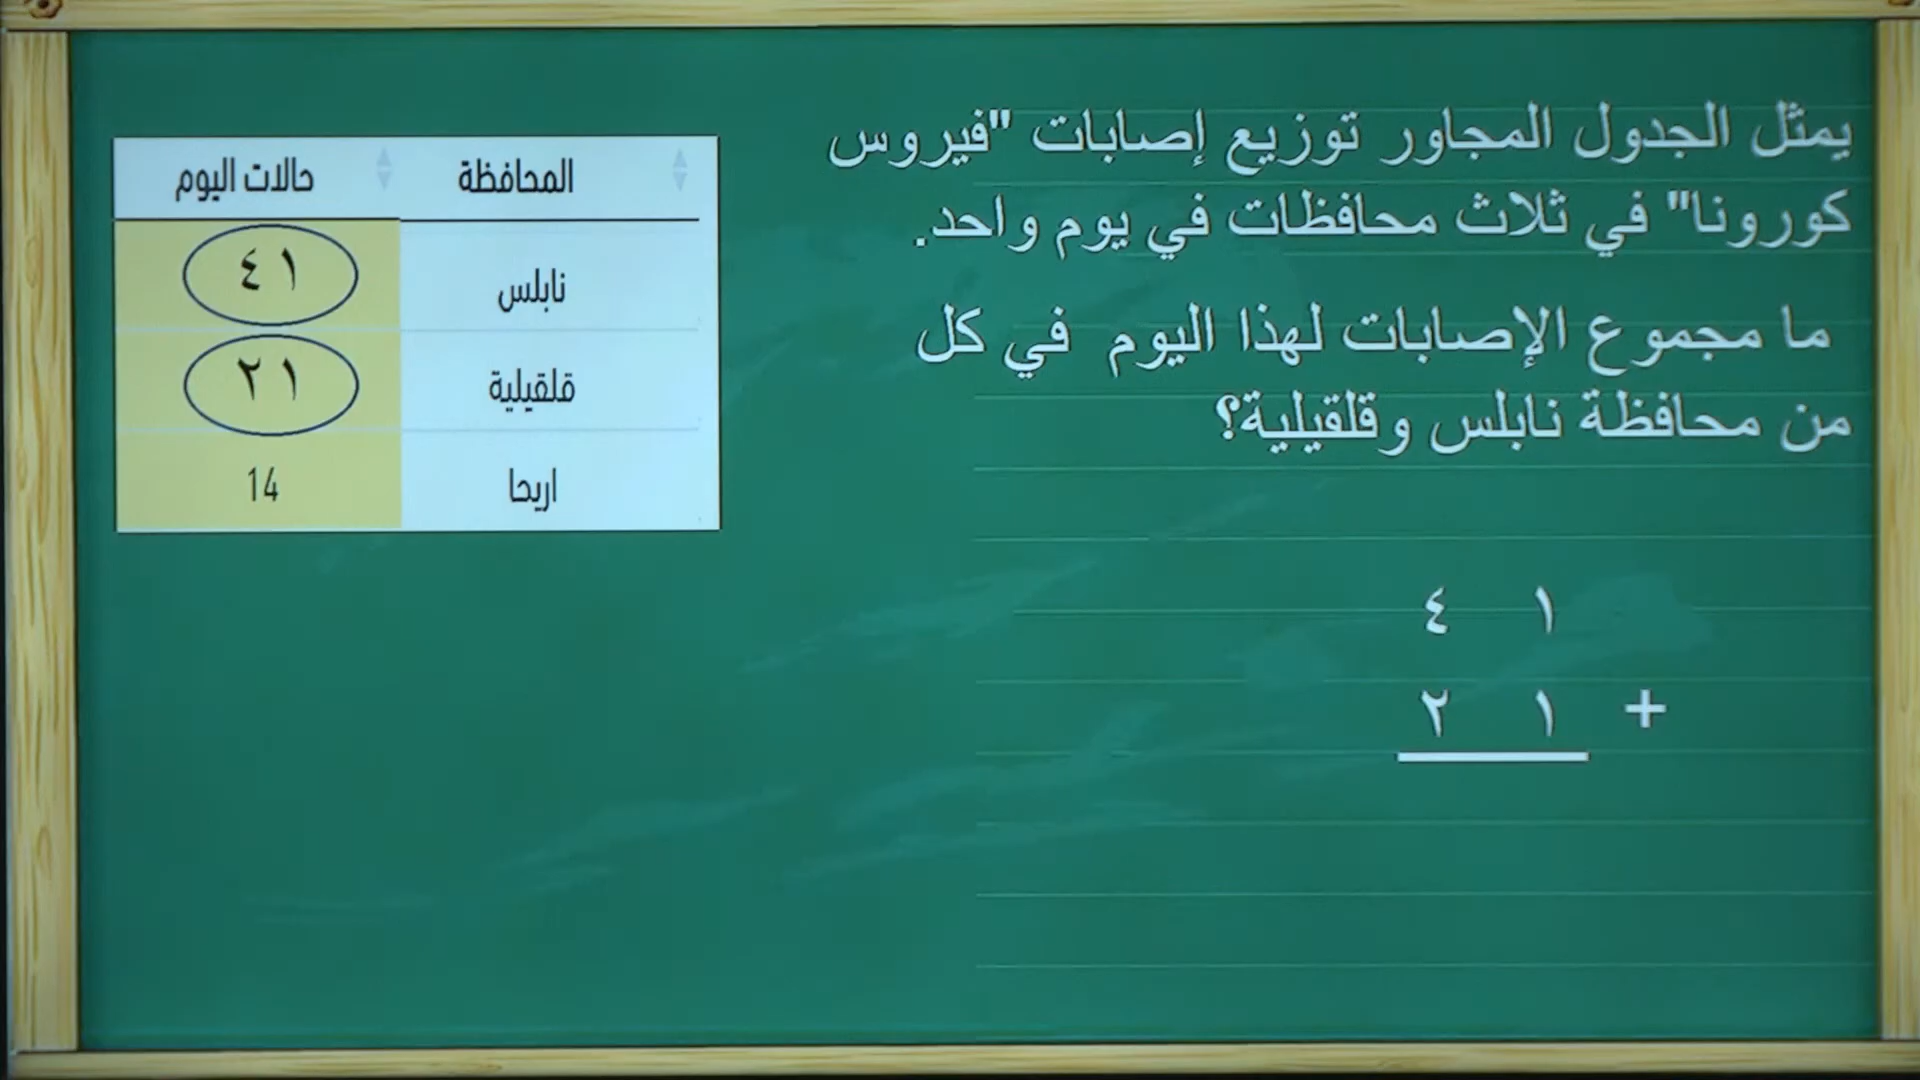 يمثل الجدول المجاور توزيع إصابات "فيروس
كورونا" في ثلاث محافظات في يوم واحد.
ما مجموع الإصابات لهذا اليوم في كل
من محافظة نابلس وقلقيلية؟
المحافظة حالات اليوم
نابلس ٤١
قلقيلية ٢١
اريحا 14
٤ ١
+ ٢ ١